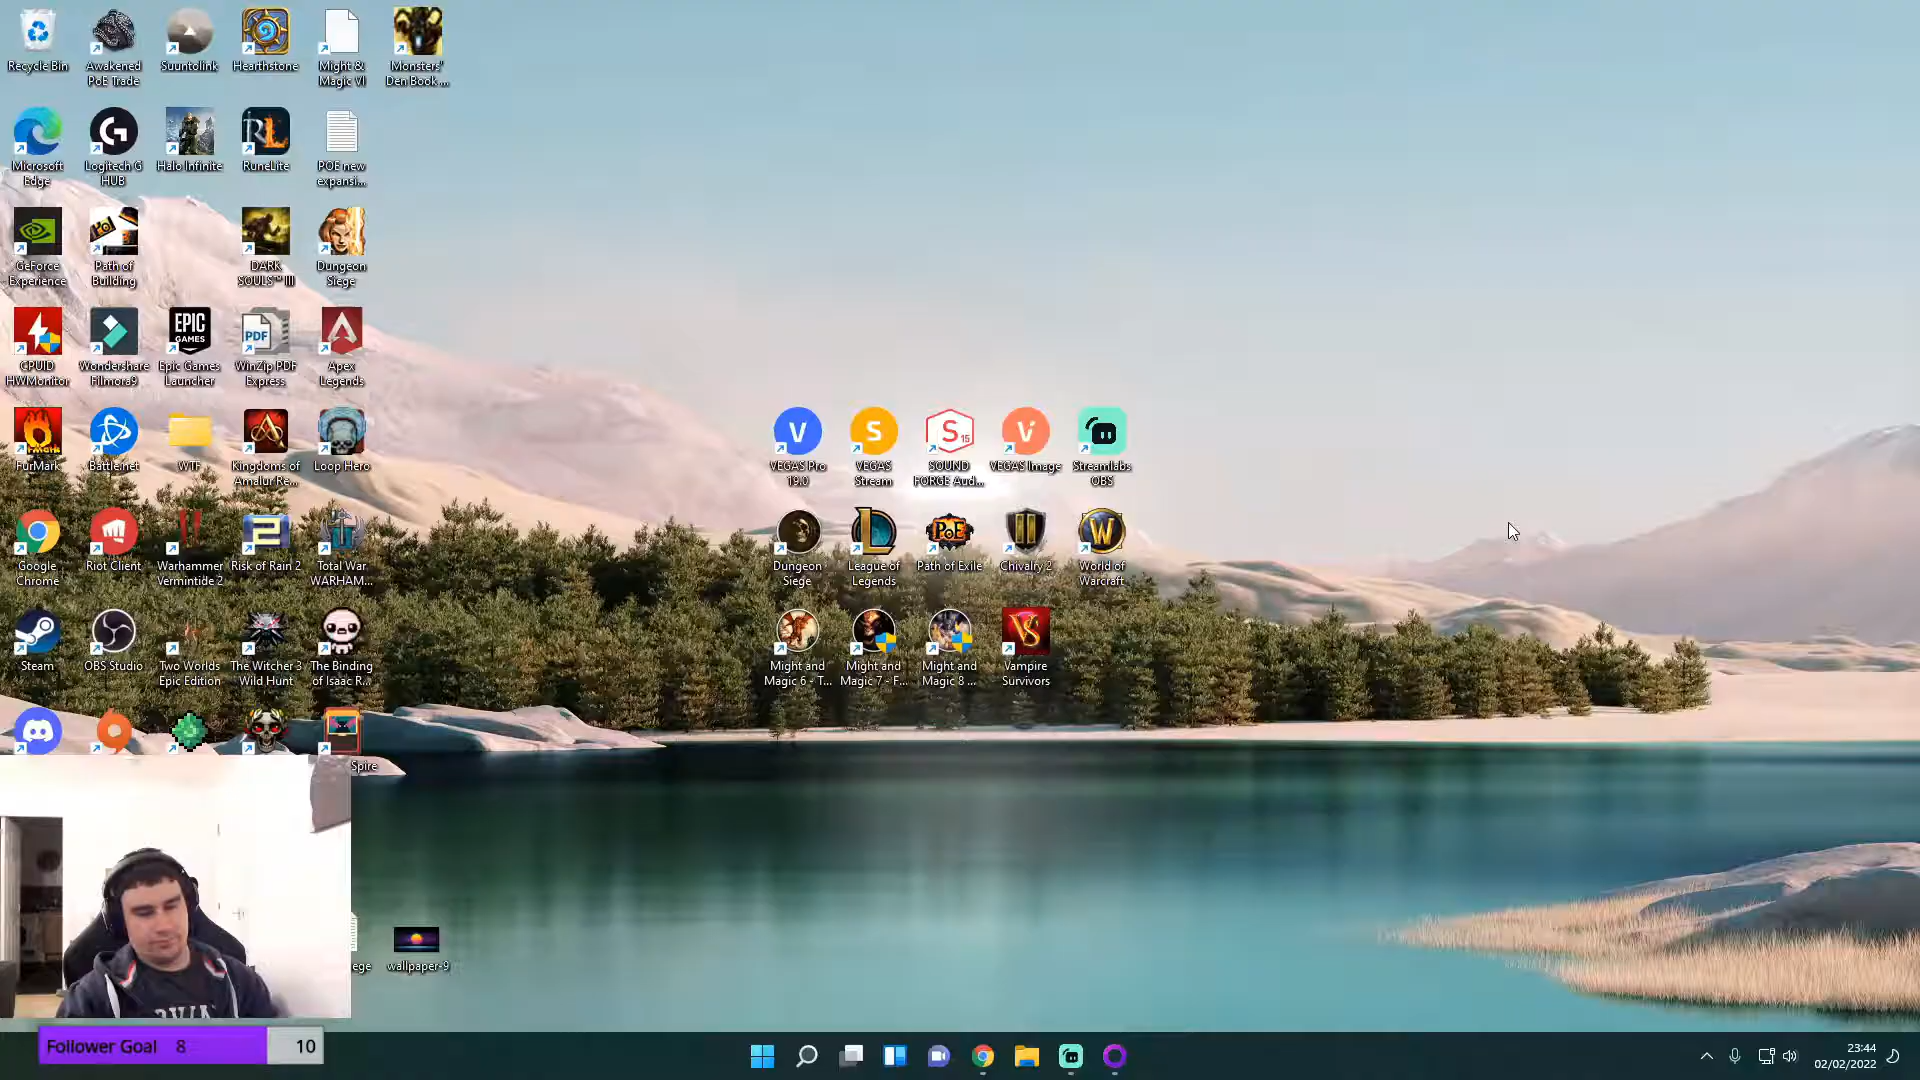 Recycle Bin
Awakened
PoE Trade
Suuntolink
Hearthstone
Might &
Magic VI
Monsters'
Den Book ...
Microsoft
Edge
Logitech G
HUB
Halo Infinite
RuneLite
POE new
expansi...
GeForce
Experience
Path of
Building
DARK
SOULS™ III
Dungeon
Siege
CPUID
HWMonitor
Wondershare
Filmora9
EPIC
GAMES
Epic Games
Launcher
PDF
WinZip PDF
Express
Apex
Legends
FurMark
Battle.net
WTF
Kingdoms of
Amalur Re...
Loop Hero
VEGAS Pro
19.0
VEGAS
Stream
SOUND
FORGE Aud...
VEGAS Image
Streamlabs
OBS
Google
Chrome
Riot Client
Warhammer
Vermintide 2
Risk of Rain 2
Total War
WARHAM...
Dungeon
Siege
League of
Legends
Path of Exile
Chivalry 2
World of
Warcraft
Steam
OBS Studio
Two Worlds
Epic Edition
The Witcher 3
Wild Hunt
The Binding
of Isaac R...
Might and
Magic 6 - T...
Might and
Magic 7 - F...
Might and
Magic 8 ...
Vampire
Survivors
Spire
ege
wallpaper-9
Follower Goal 8 10
23:44
02/02/2022